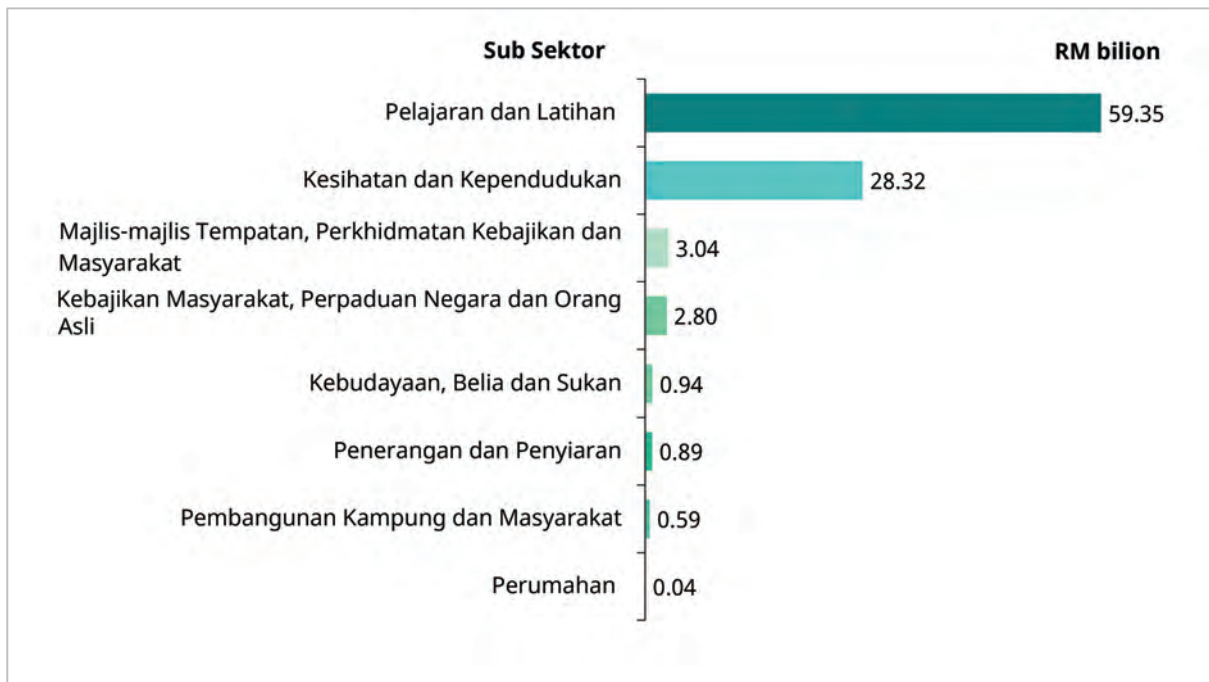 Sub Sektor RM bilion
Pelajaran dan Latihan 59.35
Kesihatan dan Kependudukan 28.32
Majlis-majlis Tempatan, Perkhidmatan Kebajikan dan
Masyarakat 3.04
Kebajikan Masyarakat, Perpaduan Negara dan Orang
Asli 2.80
Kebudayaan, Belia dan Sukan 0.94
Penerangan dan Penyiaran 0.89
Pembangunan Kampung dan Masyarakat 0.59
Perumahan 0.04